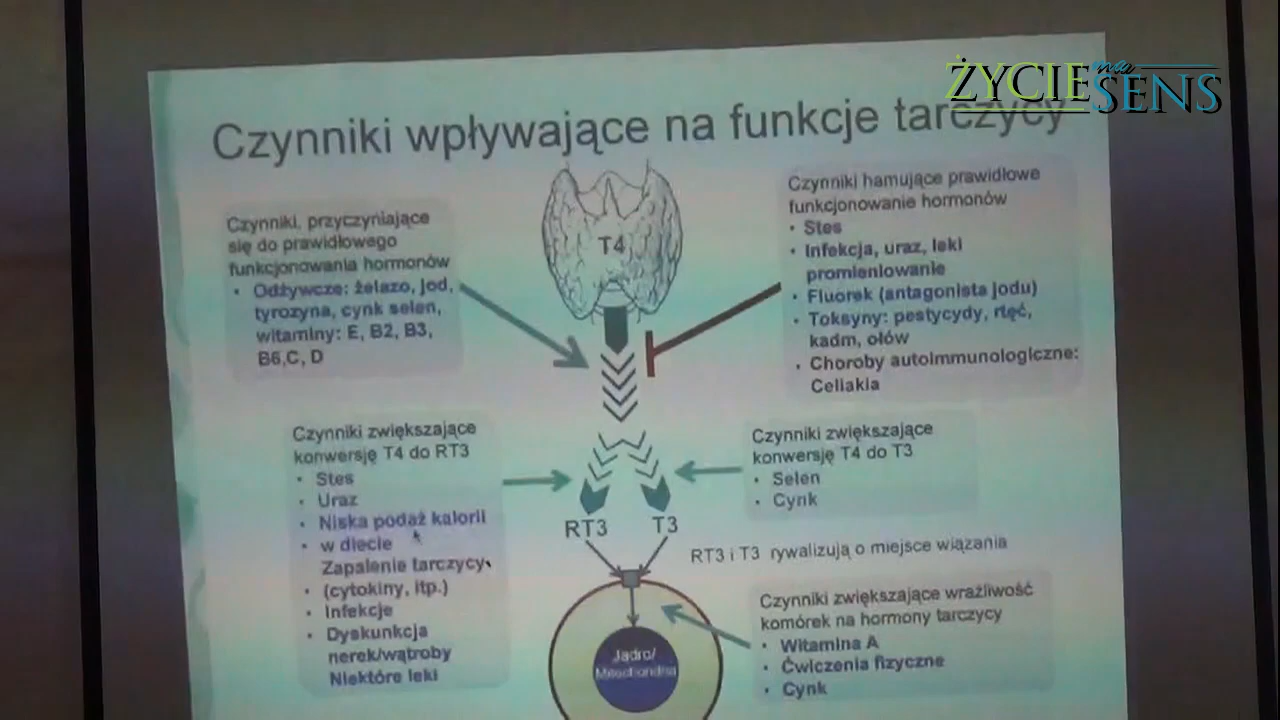 ŻYCIE na SENS
Czynniki wpływające na funkcje tarczycy
Czynniki, przyczyniające
się do prawidłowego
funkcjonowania hormonów
• Odżywcze: żelazo, jod,
tyrozyna, cynk selen,
witaminy: E, B2, B3,
B6,C, D
T4
Czynniki hamujące prawidłowe
funkcjonowanie hormonów
• Stes
• Infekcja, uraz, leki
promieniowanie
• Fluorek (antagonista jodu)
• Toksyny: pestycydy, rtęć,
kadm, ołów
• Choroby autoimmunologiczne:
Celiakia
Czynniki zwiększające
konwersję T4 do RT3
• Stes
• Uraz
• Niska podaż kalorii
• w diecie
Zapalenie tarczycy
• (cytokiny, itp.)
• Infekcje
• Dyskunkcja
nerek/wątroby
Niektóre leki
Czynniki zwiększające
konwersję T4 do T3
• Selen
• Cynk
RT3 T3
RT3 i T3 rywalizują o miejsce wiązania
Czynniki zwiększające wrażliwość
komórek na hormony tarczycy
• Witamina A
• Ćwiczenia fizyczne
• Cynk
Jądro/
Mitochondria